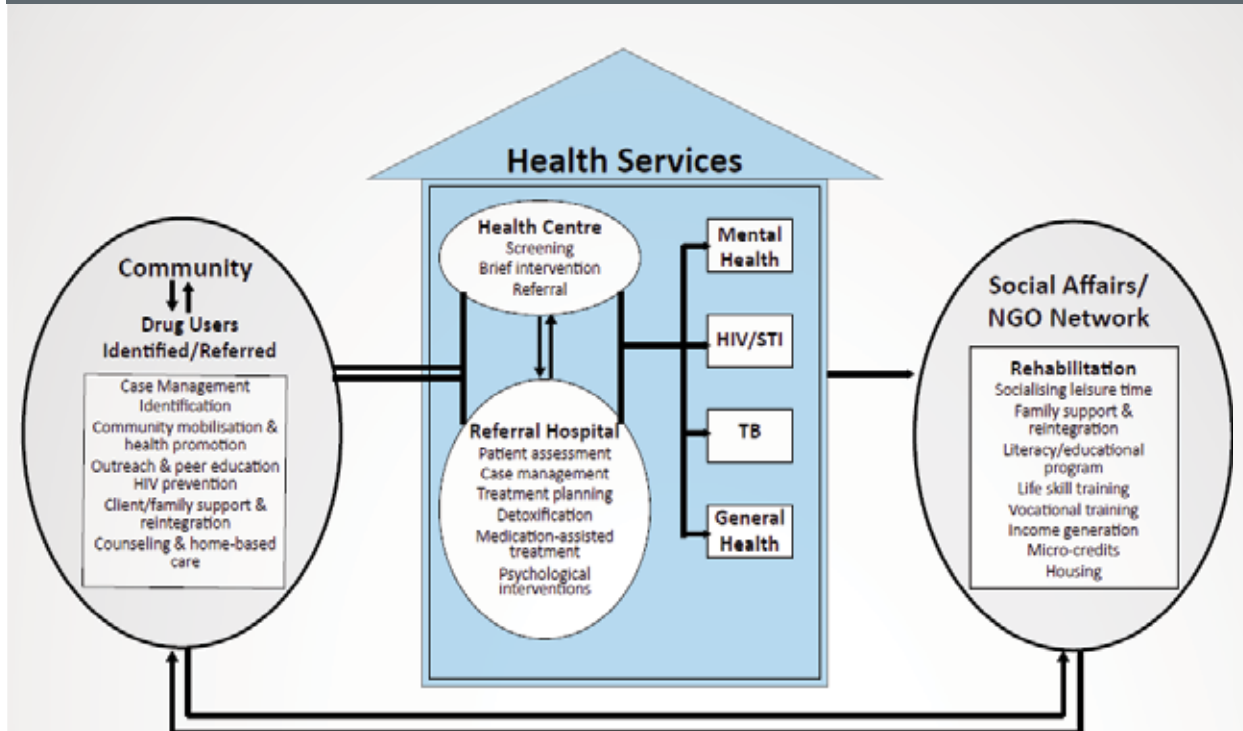 Health Services
Community
Drug Users
Identified/Referred
Case Management
Identification
Community mobilisation &
health promotion
Outreach & peer education
HIV prevention
Client/family support &
reintegration
Counseling & home-based
care
Health Centre
Screening
Brief intervention
Referral
Referral Hospital
Patient assessment
Case management
Treatment planning
Detoxification
Medication-assisted
treatment
Psychological
interventions
Mental
Health
HIV/STI
TB
General
Health
Social Affairs/
NGO Network
Rehabilitation
Socialising leisure time
Family support &
reintegration
Literacy/educational
program
Life skill training
Vocational training
Income generation
Micro-credits
Housing